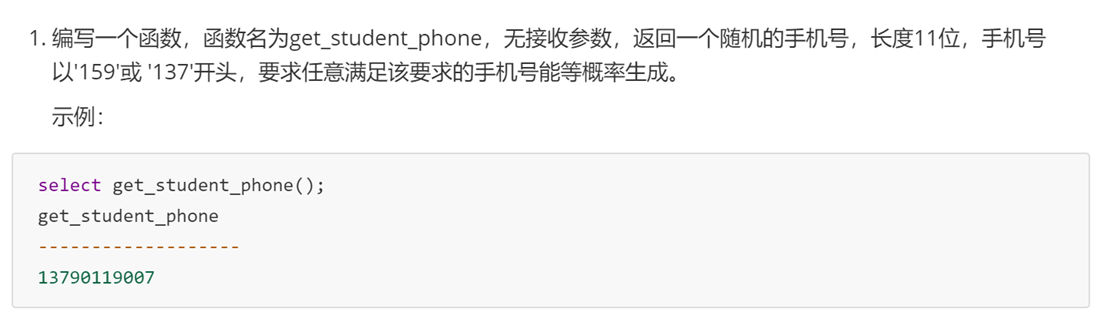 1. 编写一个函数，函数名为get_student_phone，无接收参数，返回一个随机的手机号，长度11位，手机号
以'159'或 '137'开头，要求任意满足该要求的手机号能等概率生成。
示例：
select get_student_phone();
get_student_phone
-------------------
13790119007